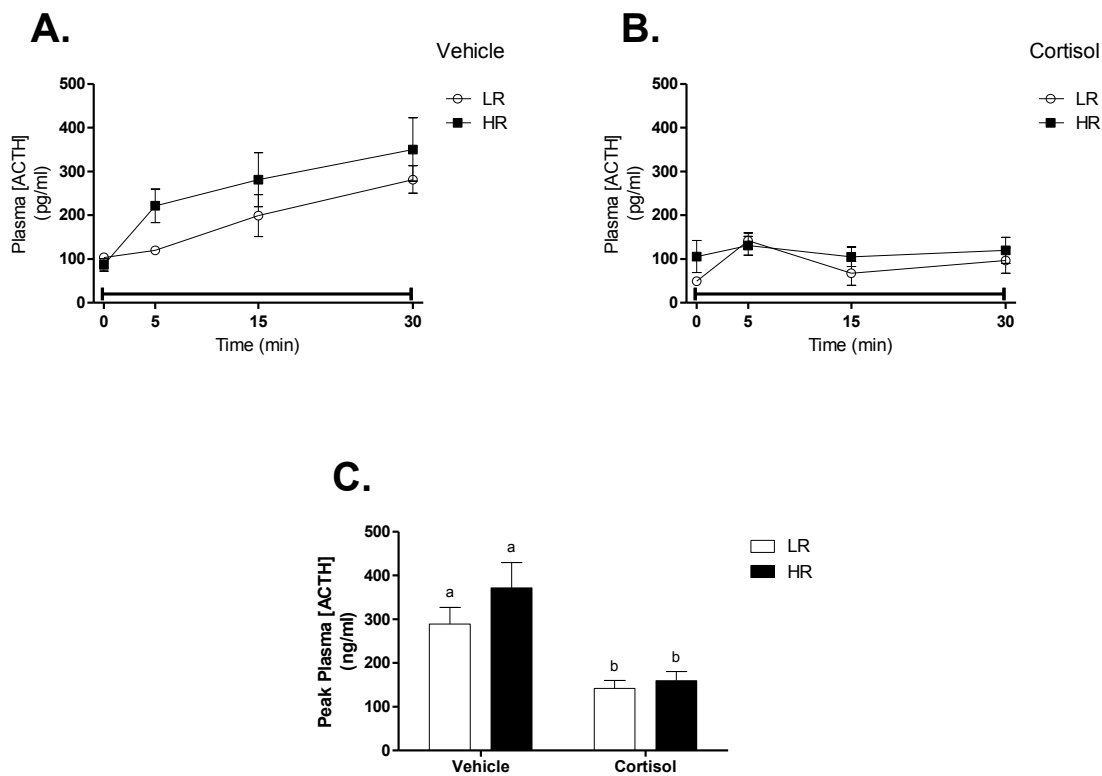 A.
Vehicle
LR
HR
500
400
300
200
100
0
Plasma [ACTH]
(pg/ml)
0 5 15 30
Time (min)
B.
Cortisol
LR
HR
500
400
300
200
100
0
Plasma [ACTH]
(pg/ml)
0 5 15 30
Time (min)
C.
LR
HR
500
400
300
200
100
0
Peak Plasma [ACTH]
(ng/ml)
a a b b
Vehicle Cortisol